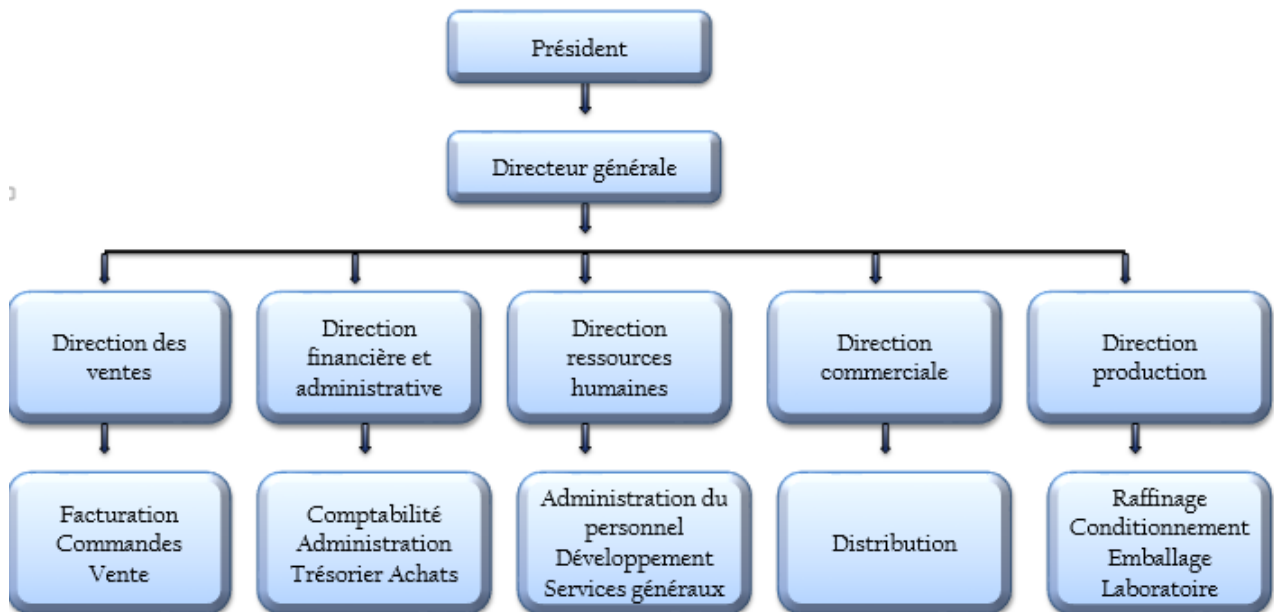 Président
Directeur générale
Direction des
ventes
Direction
financière et
administrative
Direction
ressources
humaines
Direction
commerciale
Direction
production
Facturation
Commandes
Vente
Comptabilité
Administration
Trésorier Achats
Administration du
personnel
Développement
Services généraux
Distribution
Raffinage
Conditionnement
Emballage
Laboratoire